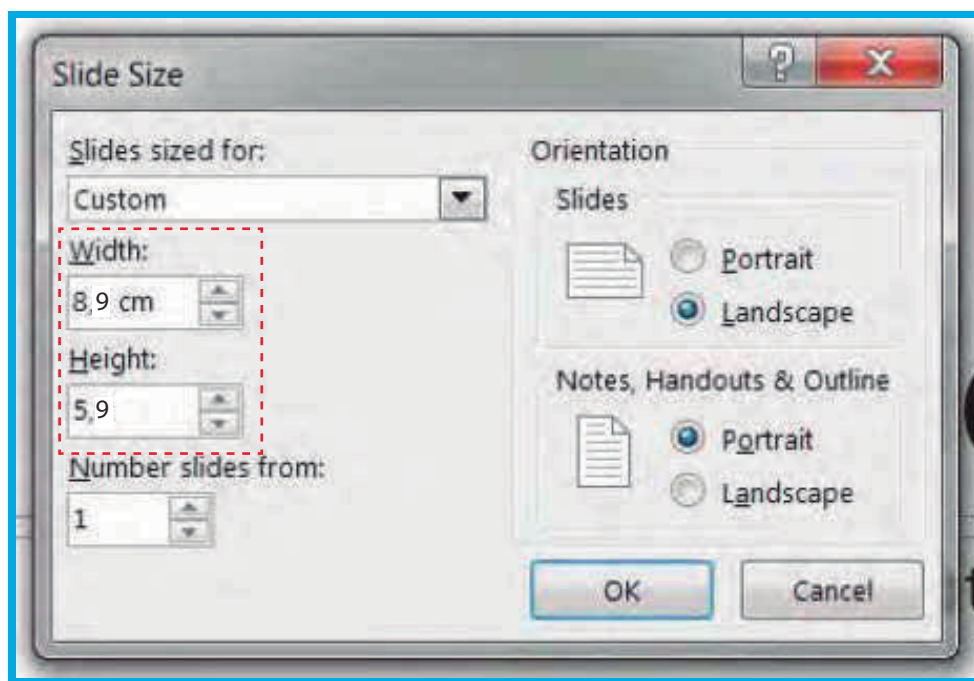 Slide Size
Slides sized for:
Custom
Width:
8,9 cm
Height:
5,9
Number slides from:
1
Orientation
Slides
Portrait
Landscape
Notes, Handouts & Outline
Portrait
Landscape
OK
Cancel